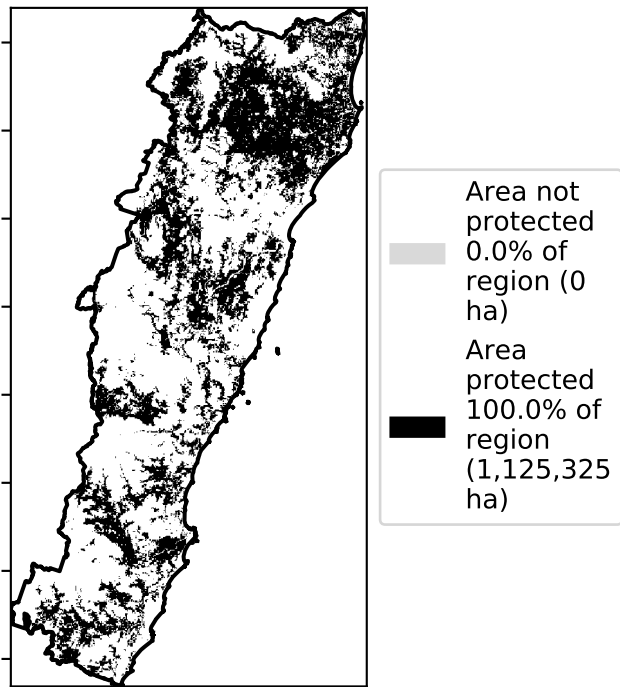 Area not
protected
0.0% of
region (0
ha)
Area
protected
100.0% of
region
(1,125,325
ha)